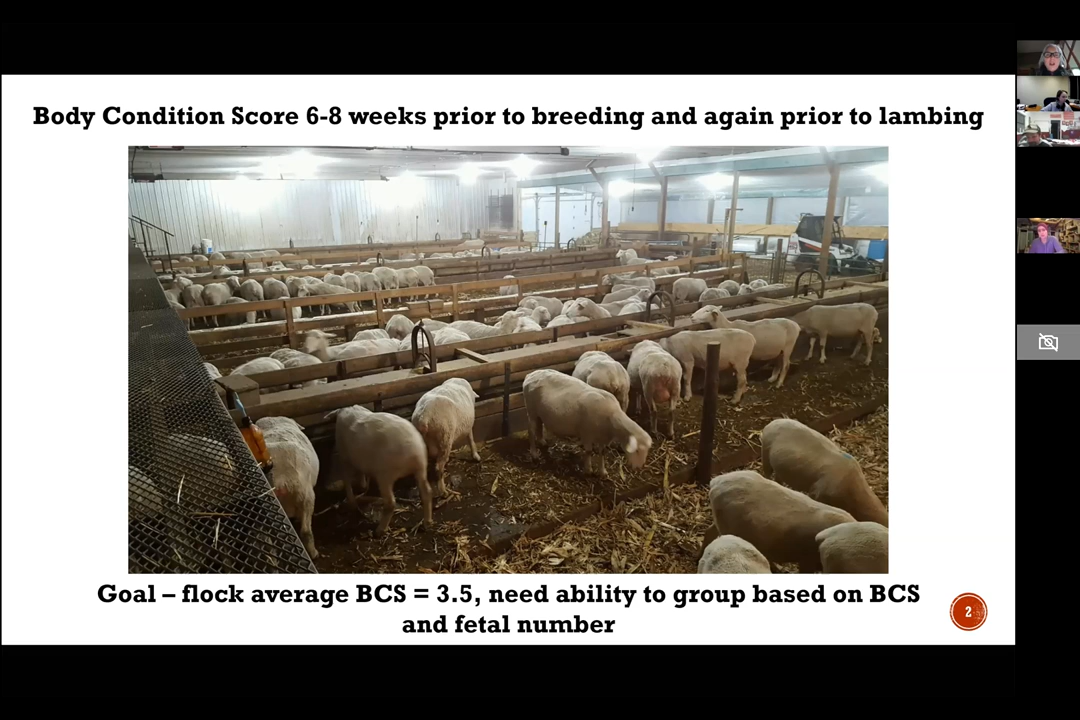 Body Condition Score 6-8 weeks prior to breeding and again prior to lambing
Goal – flock average BCS = 3.5, need ability to group based on BCS
and fetal number
2